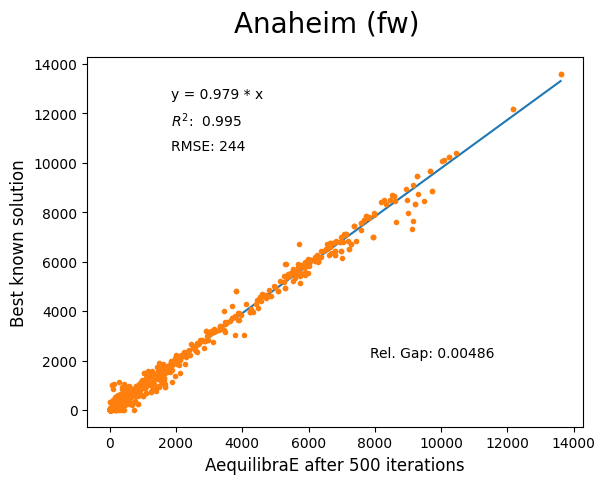 Anaheim (fw)
14000
12000
10000
8000
6000
4000
2000
0
Best known solution
y = 0.979 * x
R²: 0.995
RMSE: 244
Rel. Gap: 0.00486
0 2000 4000 6000 8000 10000 12000 14000
AequilibraE after 500 iterations